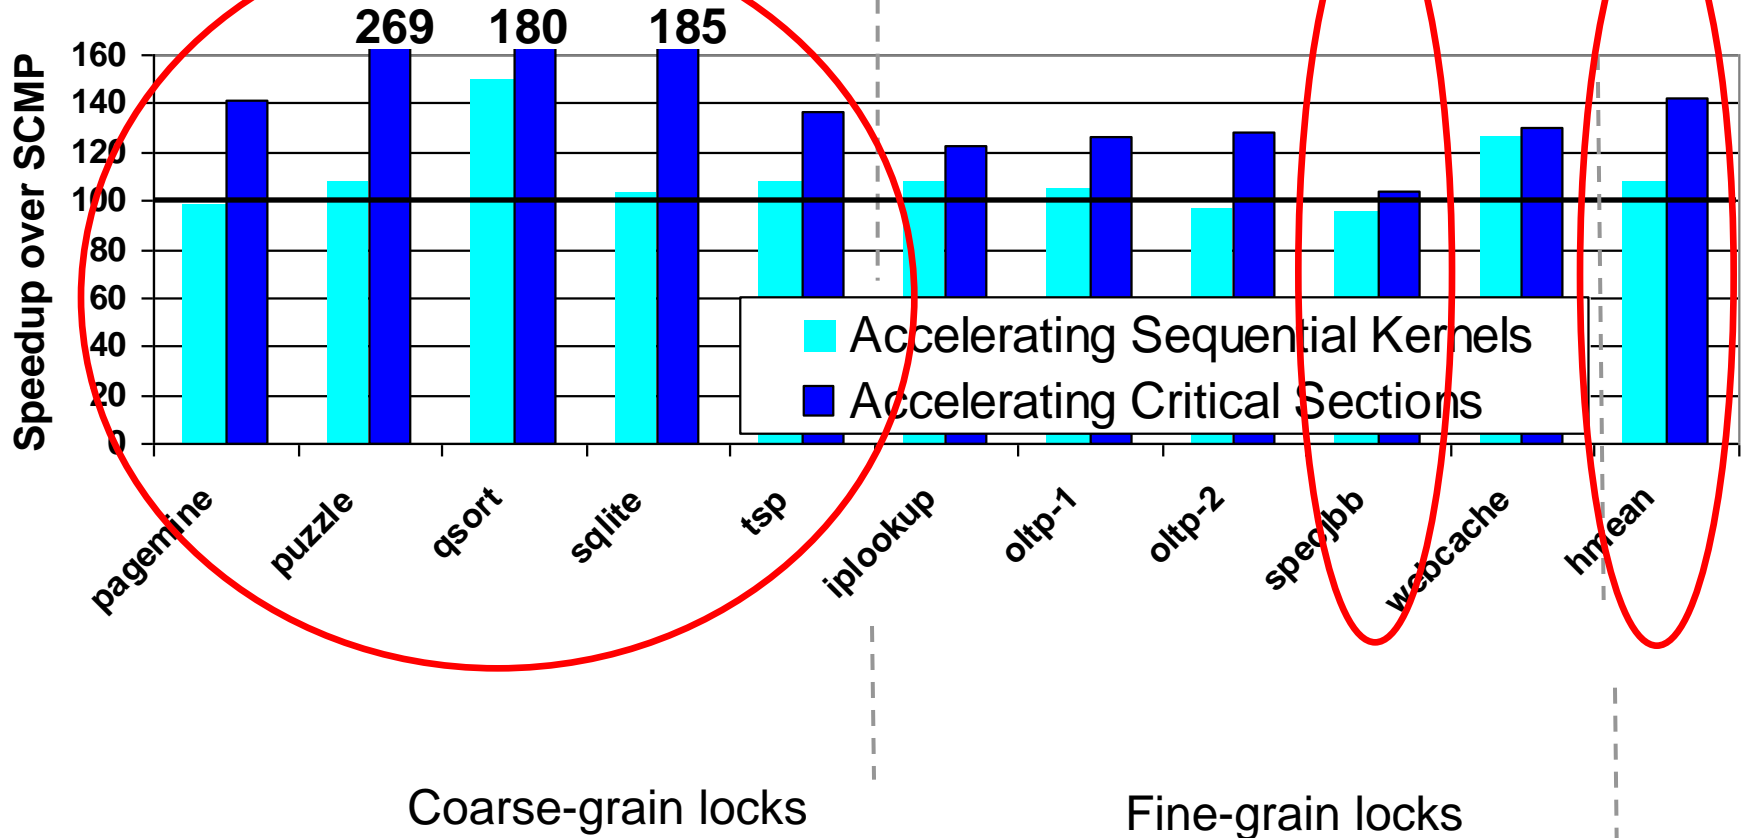 269 180 185
Speedup over SCMP
160
140
120
100
80
60
40
20
0
Accelerating Sequential Kernels
Accelerating Critical Sections
pagemine
puzzle
qsort
sqlite
tsp
iplookup
oltp-1
oltp-2
specjbb
webcache
hmean
Coarse-grain locks
Fine-grain locks